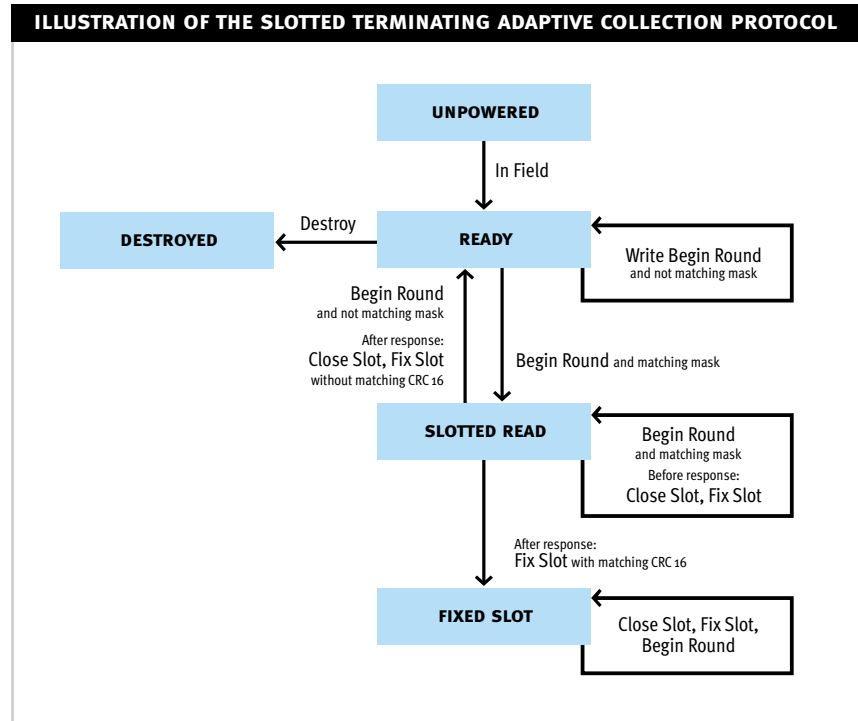 ILLUSTRATION OF THE SLOTTED TERMINATING ADAPTIVE COLLECTION PROTOCOL
UNPOWERED
In Field
Destroy
DESTROYED
READY
Write Begin Round
and not matching mask
Begin Round
and not matching mask
After response:
Close Slot, Fix Slot
without matching CRC 16
Begin Round and matching mask
SLOTTED READ
Begin Round
and matching mask
Before response:
Close Slot, Fix Slot
After response:
Fix Slot with matching CRC 16
FIXED SLOT
Close Slot, Fix Slot,
Begin Round